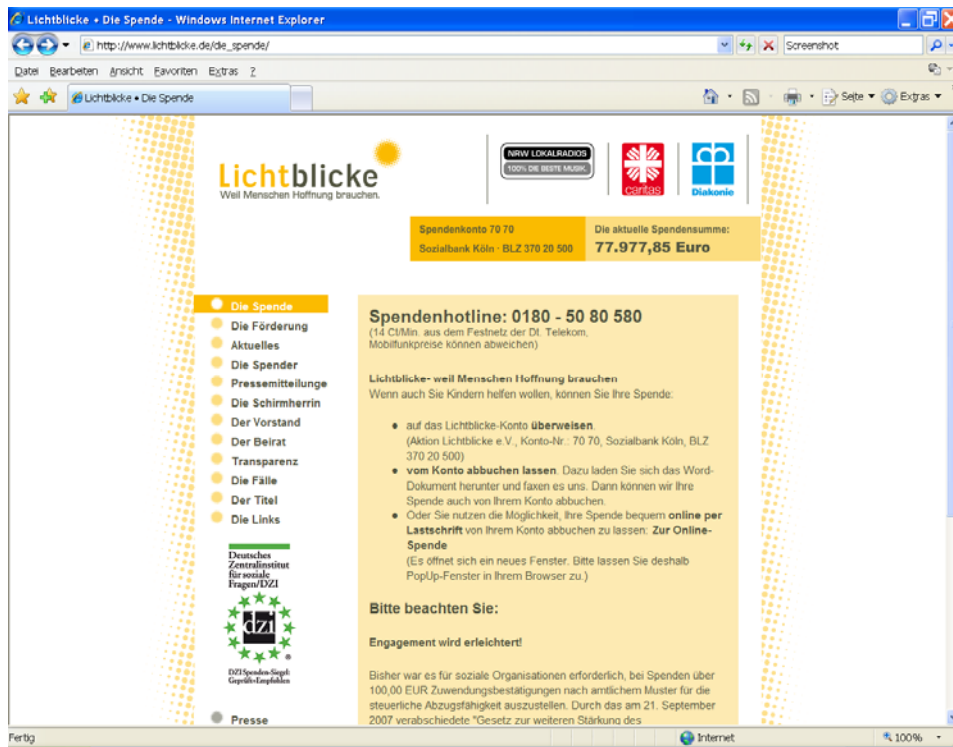 Lichtblicke • Die Spende - Windows Internet Explorer
http://www.lichtblicke.de/die_spende/
Screenshot
Datei Bearbeiten Ansicht Favoriten Extras ?
Lichtblicke • Die Spende
Seite
Extras
Lichtblicke
Weil Menschen Hoffnung brauchen.
NRW LOKALRADIOS
100% DIE BESTE MUSIK.
caritas
Diakonie
Spendenkonto 70 70
Sozialbank Köln · BLZ 370 20 500
Die aktuelle Spendensumme:
77.977,85 Euro
Die Spende
Die Förderung
Aktuelles
Die Spender
Pressemitteilunge
Die Schirmherrin
Der Vorstand
Der Beirat
Transparenz
Die Fälle
Der Titel
Die Links
Deutsches
Zentralinstitut
für soziale
Fragen/DZI
dzi
DZI Spenden-Siegel:
Geprüft+Empfohlen
Presse
Spendenhotline: 0180 - 50 80 580
(14 Ct/Min. aus dem Festnetz der Dt. Telekom,
Mobilfunkpreise können abweichen)
Lichtblicke- weil Menschen Hoffnung brauchen
Wenn auch Sie Kindern helfen wollen, können Sie Ihre Spende:
• auf das Lichtblicke-Konto überweisen.
(Aktion Lichtblicke e.V., Konto-Nr.: 70 70, Sozialbank Köln, BLZ
370 20 500)
• vom Konto abbuchen lassen. Dazu laden Sie sich das Word-
Dokument herunter und faxen es uns. Dann können wir Ihre
Spende auch von Ihrem Konto abbuchen.
• Oder Sie nutzen die Möglichkeit, Ihre Spende bequem online per
Lastschrift von Ihrem Konto abbuchen zu lassen: Zur Online-
Spende
(Es öffnet sich ein neues Fenster. Bitte lassen Sie deshalb
PopUp-Fenster in Ihrem Browser zu.)
Bitte beachten Sie:
Engagement wird erleichtert!
Bisher war es für soziale Organisationen erforderlich, bei Spenden über
100,00 EUR Zuwendungsbestätigungen nach amtlichem Muster für die
steuerliche Abzugsfähigkeit auszustellen. Durch das am 21. September
2007 verabschiedete "Gesetz zur weiteren Stärkung des
Fertig
Internet
100%